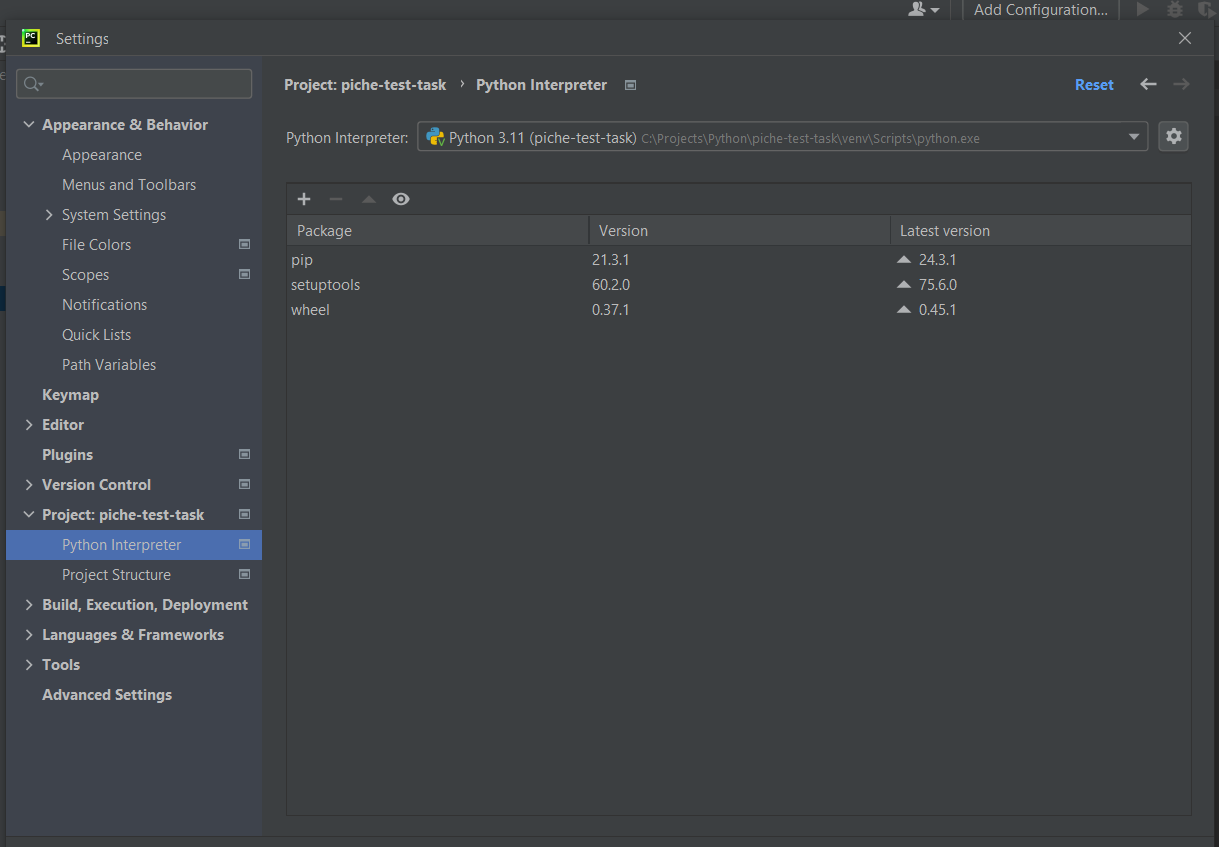 Add Configuration...
PC
Settings
Project: piche-test-task › Python Interpreter
Reset
Appearance & Behavior
Appearance
Menus and Toolbars
System Settings
File Colors
Scopes
Notifications
Quick Lists
Path Variables
Keymap
Editor
Plugins
Version Control
Project: piche-test-task
Python Interpreter
Project Structure
Build, Execution, Deployment
Languages & Frameworks
Tools
Advanced Settings
Python Interpreter: Python 3.11 (piche-test-task) C:\Projects\Python\piche-test-task\venv\Scripts\python.exe
Package Version Latest version
pip 21.3.1 24.3.1
setuptools 60.2.0 75.6.0
wheel 0.37.1 0.45.1